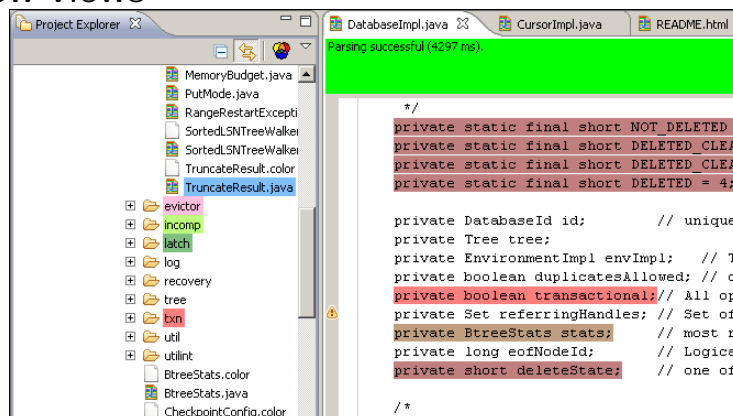 Project Explorer
MemoryBudget.java
PutMode.java
RangeRestartExcepti
SortedLSNTreeWalker
SortedLSNTreeWalker
TruncateResult.color
TruncateResult.java
evictor
incomp
latch
log
recovery
tree
txn
util
utilint
BtreeStats.color
BtreeStats.java
CheckpointConfig.color
DatabaseImpl.java CursorImpl.java README.html
Parsing successful (4297 ms).
*/
private static final short NOT_DELETED
private static final short DELETED_CLEA
private static final short DELETED_CLEA
private static final short DELETED = 4;
private DatabaseId id; // unique
private Tree tree;
private EnvironmentImpl envImpl; // T
private boolean duplicatesAllowed; // d
private boolean transactional;// All op
private Set referringHandles; // Set of
private BtreeStats stats; // most r
private long eofNodeId; // Logica
private short deleteState; // one of
/*